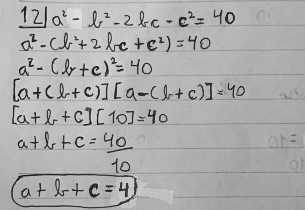 12| a² - b² - 2bc - c² = 40
a² - (b² + 2bc + c²) = 40
a² - (b + c)² = 40
[a + (b + c)] [a - (b + c)] = 40
[a + b + c] [10] = 40
a + b + c = 40/10
a + b + c = 4